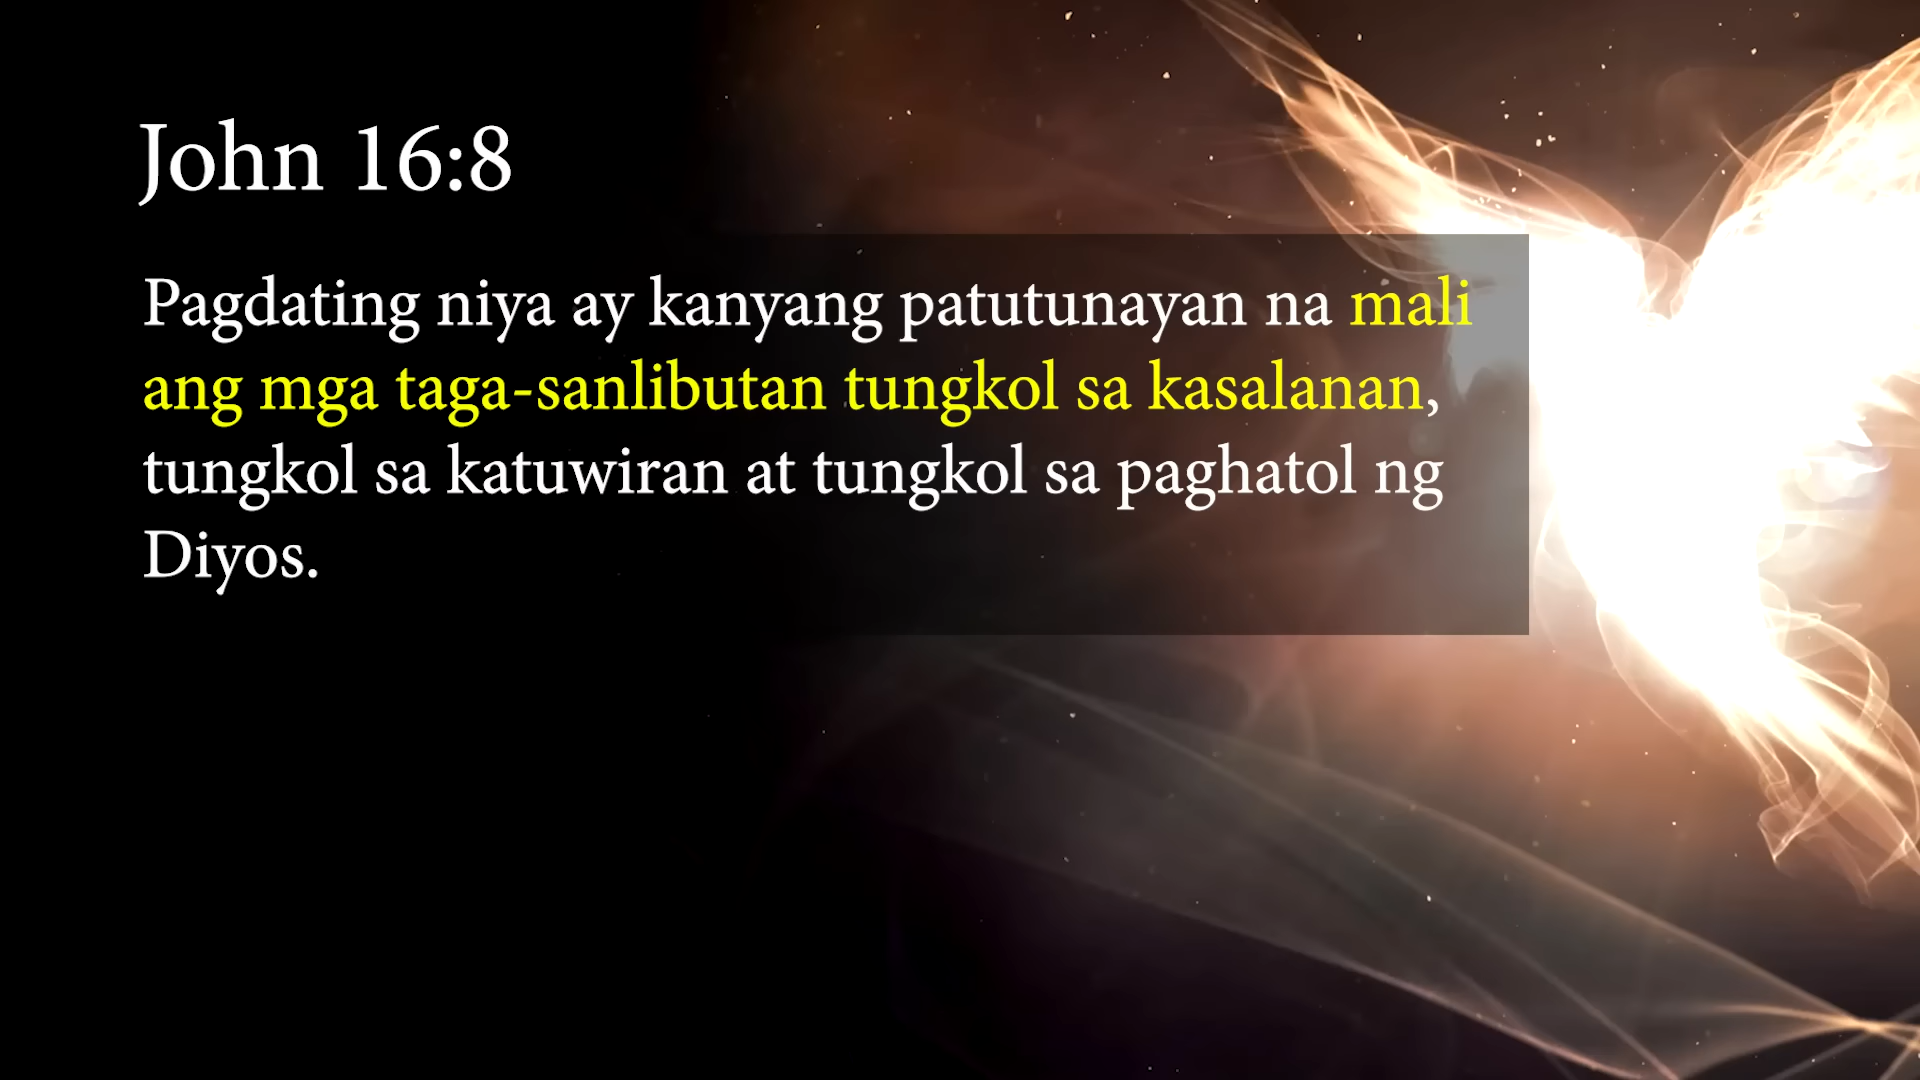 John 16:8
Pagdating niya ay kanyang patutunayan na mali
ang mga taga-sanlibutan tungkol sa kasalanan,
tungkol sa katuwiran at tungkol sa paghatol ng
Diyos.